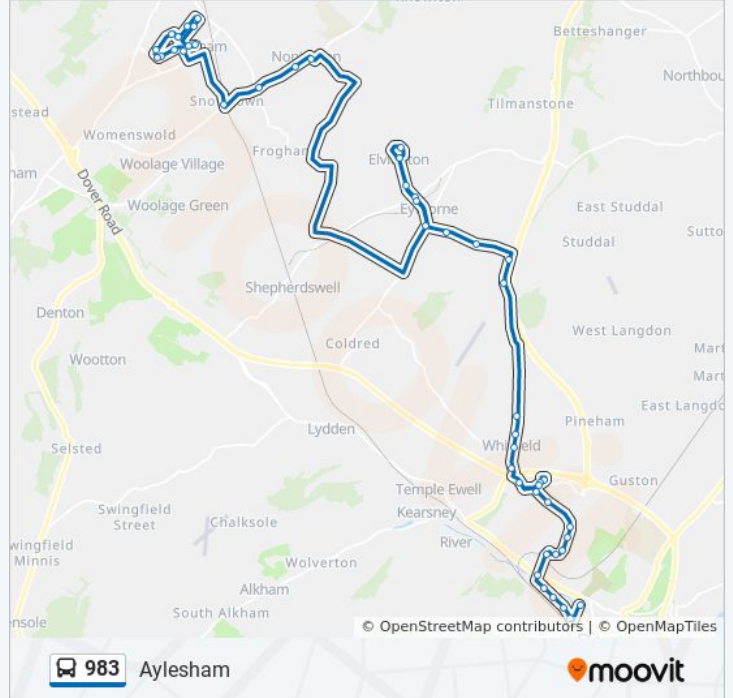 Betteshanger
Northbou
Tilmanstone
Snowdown
stead
Womenswold
Woolage Village
Frogham
Elvington
ham
Woolage Green
Dover Road
Eythorne
East Studdal
Studdal
Sutto
Shepherdswell
Denton
Coldred
West Langdon
Wootton
Mart
Mart
East Langdo
Pineham
Lydden
Selsted
Whitfield
Guston
Temple Ewell
Kearsney
Swingfield
Street
Chalksole
River
wingfield
Minnis
Wolverton
Alkham
South Alkham
ensole
© OpenStreetMap contributors | © OpenMapTiles
983 Aylesham
moovit